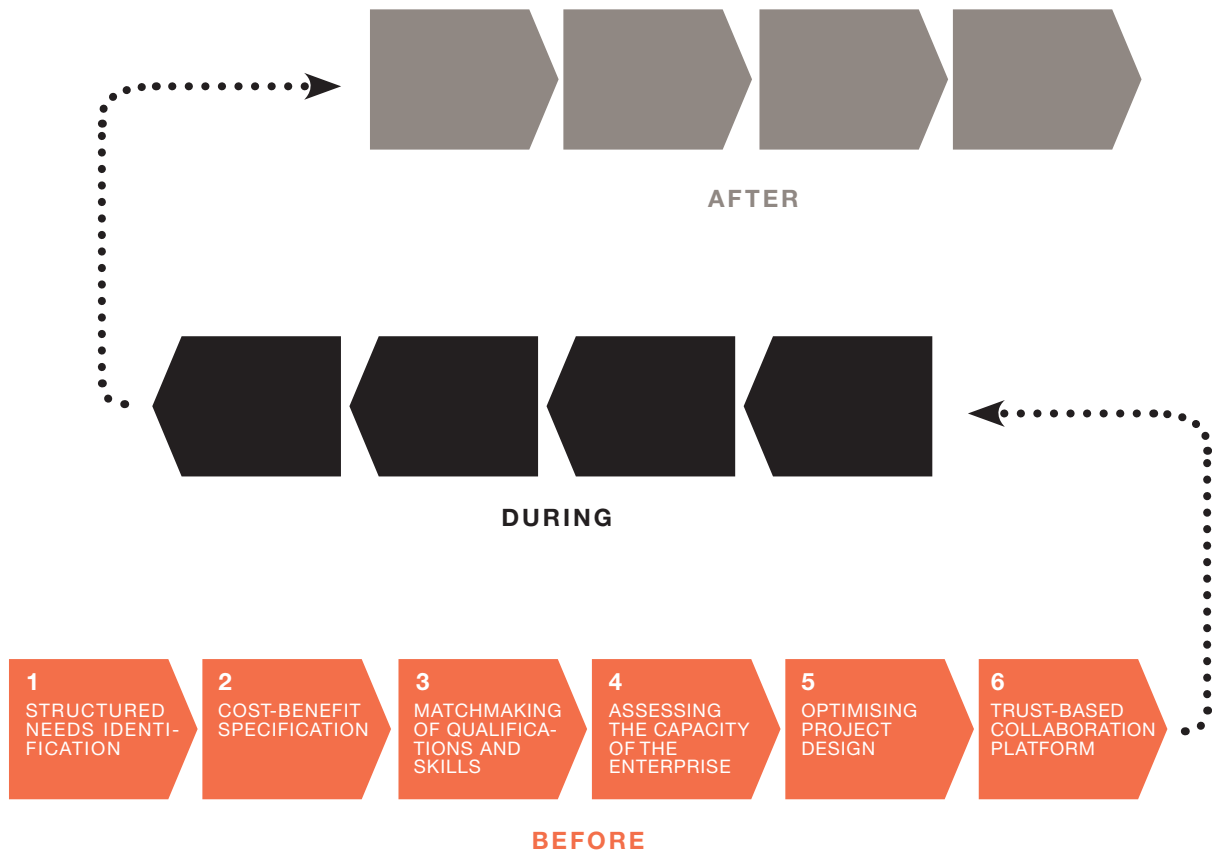 AFTER
DURING
1
STRUCTURED
NEEDS IDENTI-
FICATION
2
COST-BENEFIT
SPECIFICATION
3
MATCHMAKING
OF QUALIFICA-
TIONS AND
SKILLS
4
ASSESSING
THE CAPACITY
OF THE
ENTERPRISE
5
OPTIMISING
PROJECT
DESIGN
6
TRUST-BASED
COLLABORATION
PLATFORM
BEFORE